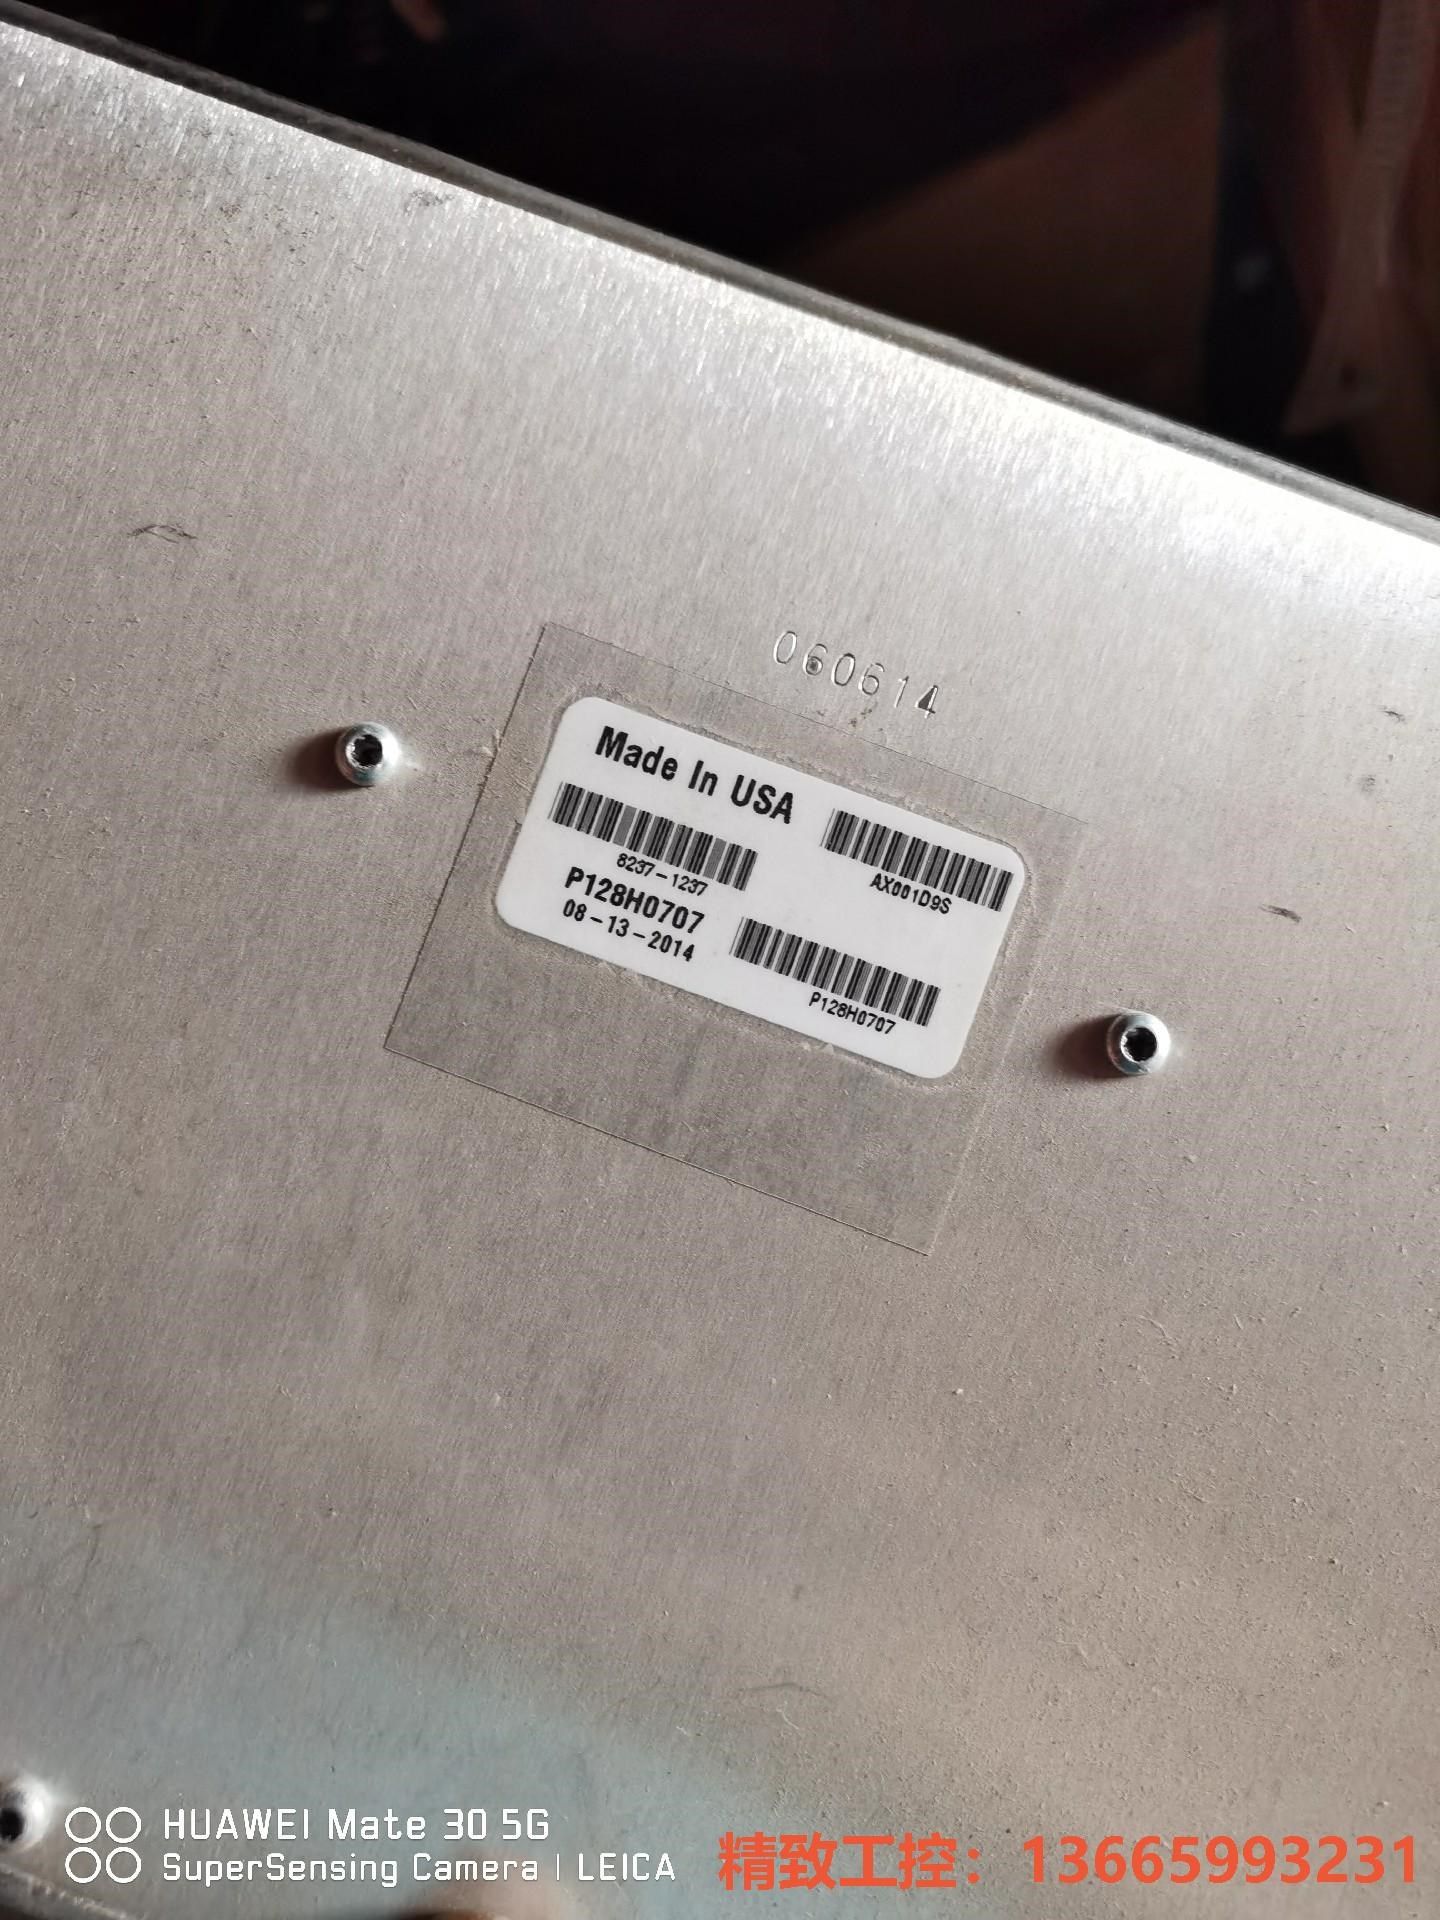 060614
Made In USA
8237-1237
AX001D9S
P128H0707
08-13-2014
P128H0707
HUAWEI Mate 30 5G
SuperSensing Camera | LEICA
精致工控：13665993231